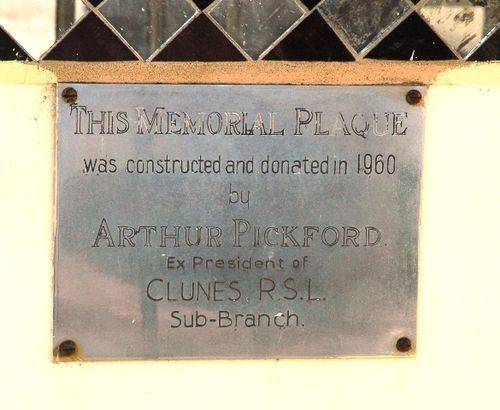 THIS MEMORIAL PLAQUE
was constructed and donated in 1960
by
ARTHUR PICKFORD.
Ex President of
CLUNES. R.S.L.
Sub-Branch.